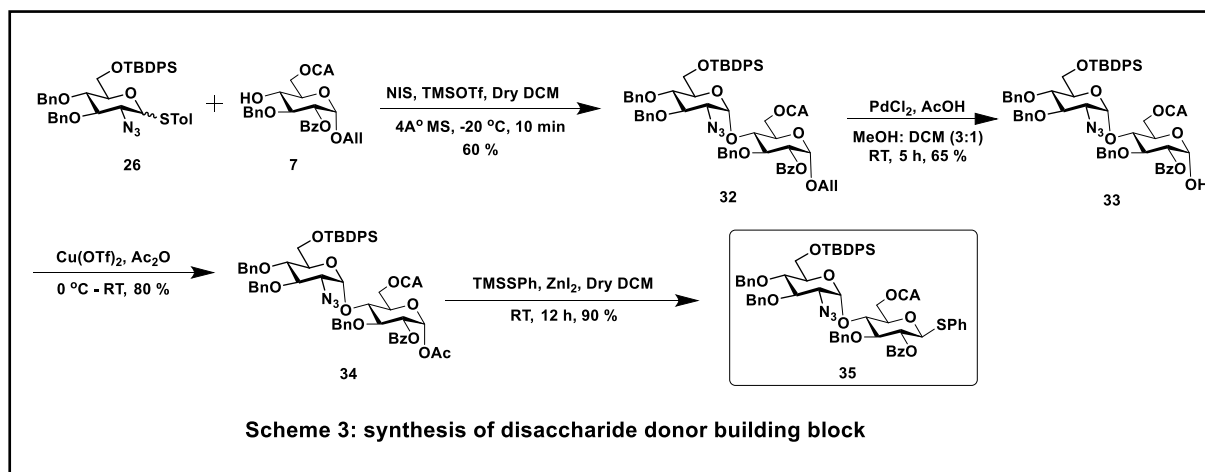 OTBDPS
BnO
BnO
O
N3
STol
26
+
OCA
HO
BnO
O
BzO
OAll
7
NIS, TMSOTf, Dry DCM
4Aº MS, -20 ºC, 10 min
60 %
OTBDPS
BnO
BnO
O
N3
O
OCA
O
BnO
BzO
OAll
32
PdCl2, AcOH
MeOH: DCM (3:1)
RT, 5 h, 65 %
OTBDPS
BnO
BnO
O
N3
O
OCA
O
BnO
BzO
OH
33
Cu(OTf)2, Ac2O
0 ºC - RT, 80 %
OTBDPS
BnO
BnO
O
N3
O
OCA
O
BnO
BzO
OAc
34
TMSSPh, ZnI2, Dry DCM
RT, 12 h, 90 %
OTBDPS
BnO
BnO
O
N3
O
OCA
O
SPh
BnO
BzO
35
Scheme 3: synthesis of disaccharide donor building block